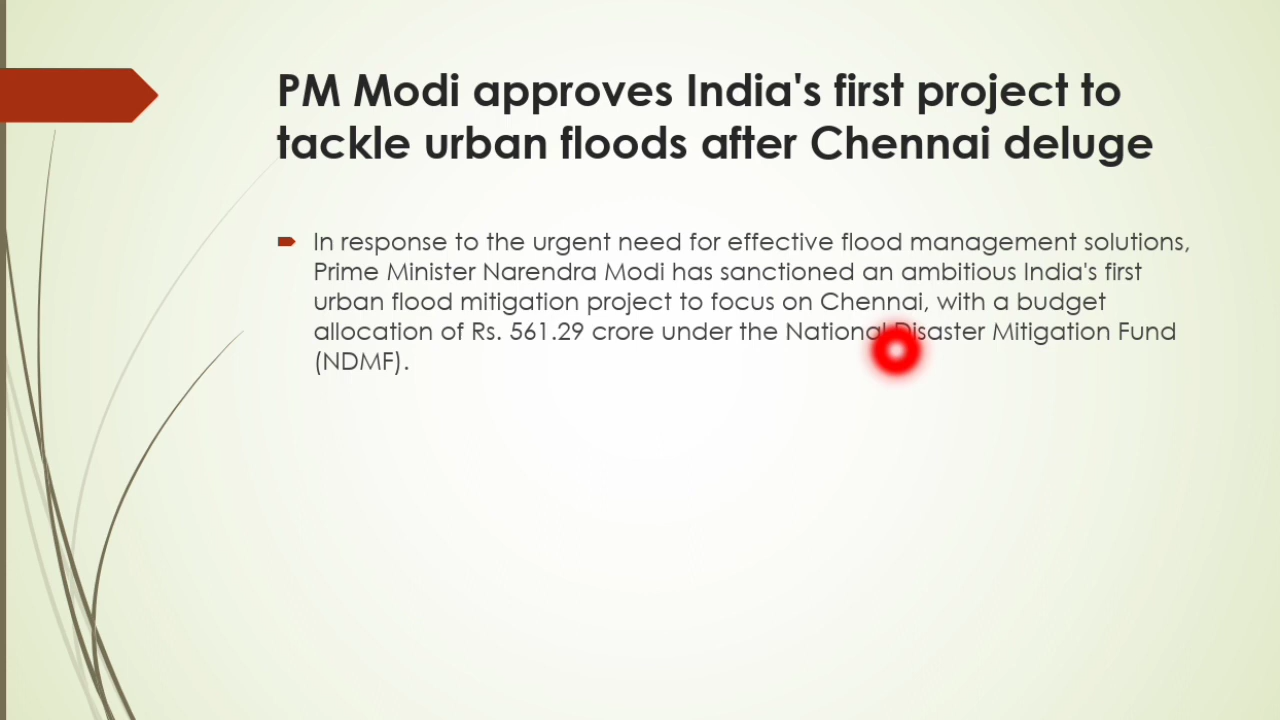 PM Modi approves India's first project to
tackle urban floods after Chennai deluge
In response to the urgent need for effective flood management solutions,
Prime Minister Narendra Modi has sanctioned an ambitious India's first
urban flood mitigation project to focus on Chennai, with a budget
allocation of Rs. 561.29 crore under the National Disaster Mitigation Fund
(NDMF).